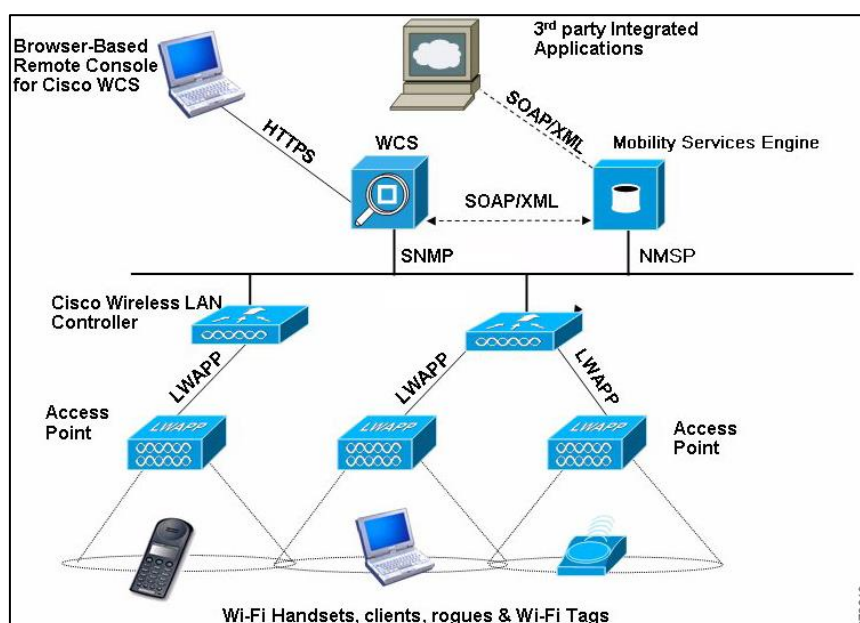 Browser-Based
Remote Console
for Cisco WCS
3rd party Integrated
Applications
HTTPS
SOAP/XML
WCS
Mobility Services Engine
SOAP/XML
SNMP
NMSP
Cisco Wireless LAN
Controller
LWAPP
LWAPP
LWAPP
Access
Point
LWAPP
LWAPP
LWAPP
Access
Point
Wi-Fi Handsets, clients, rogues & Wi-Fi Tags